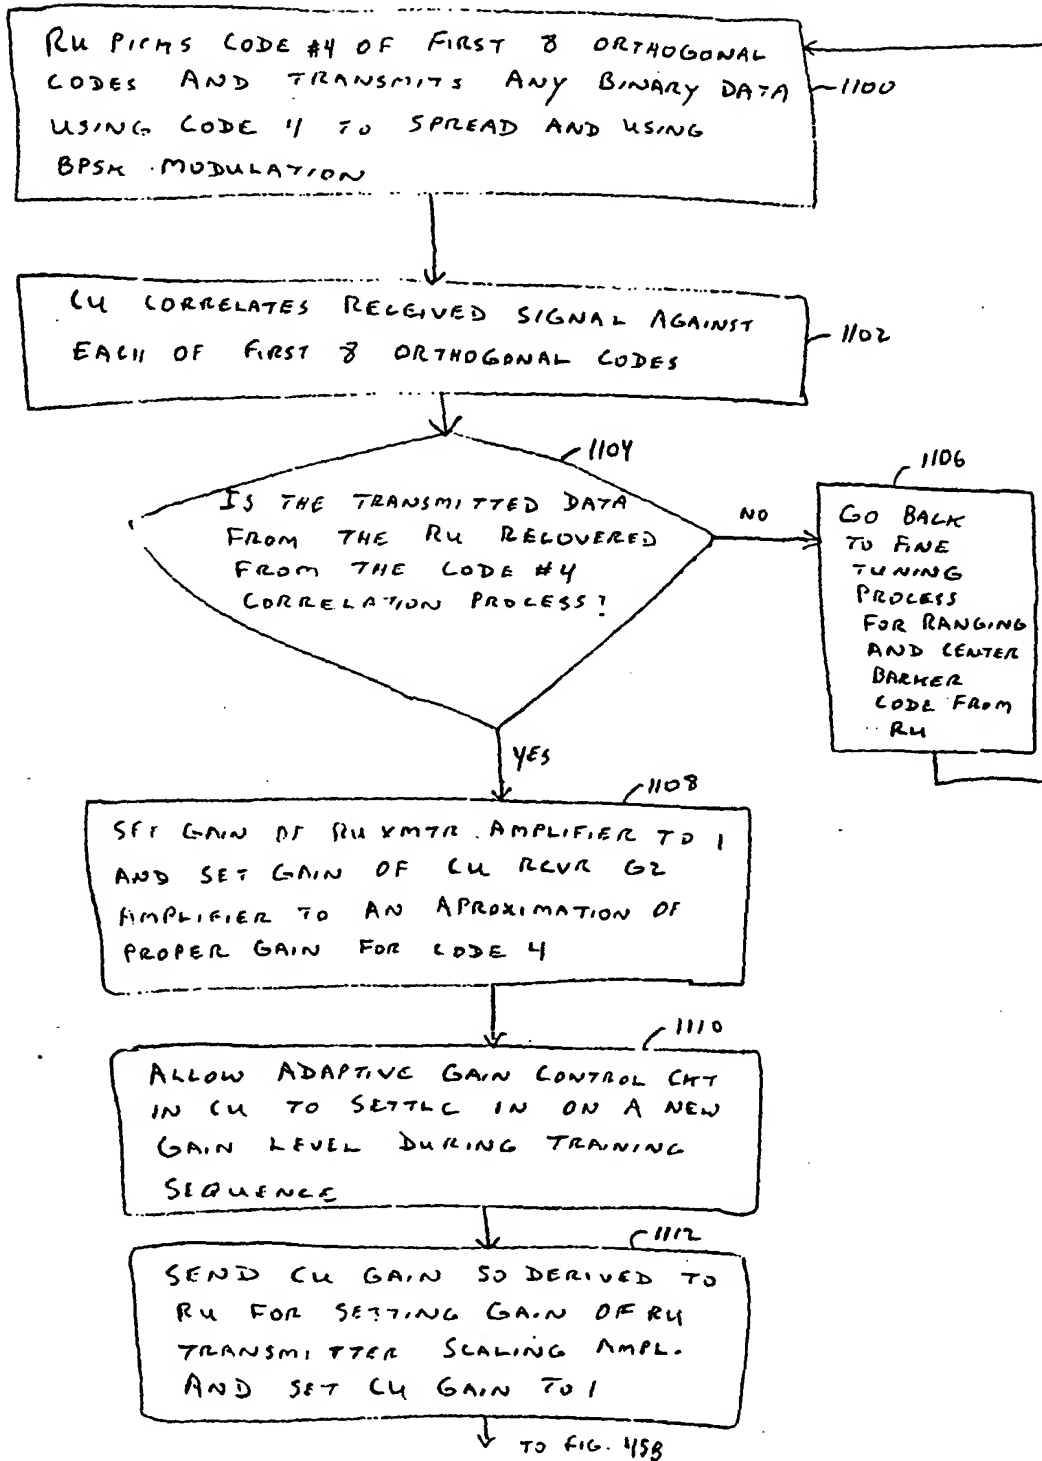 RU PICKS CODE #4 OF FIRST 8 ORTHOGONAL
CODES AND TRANSMITS ANY BINARY DATA
USING CODE 4 TO SPREAD AND USING
BPSK MODULATION
1100
CU CORRELATES RECEIVED SIGNAL AGAINST
EACH OF FIRST 8 ORTHOGONAL CODES
1102
1104
IS THE TRANSMITTED DATA
FROM THE RU RECOVERED
FROM THE CODE #4
CORRELATION PROCESS?
NO
1106
GO BACK
TO FINE
TUNING
PROCESS
FOR RANGING
AND CENTER
BARKER
CODE FROM
RU
YES
1108
SET GAIN OF RU XMTR. AMPLIFIER TO 1
AND SET GAIN OF CU RCVR G2
AMPLIFIER TO AN APROXIMATION OF
PROPER GAIN FOR CODE 4
1110
ALLOW ADAPTIVE GAIN CONTROL CKT
IN CU TO SETTLE IN ON A NEW
GAIN LEVEL DURING TRAINING
SEQUENCE
1112
SEND CU GAIN SO DERIVED TO
RU FOR SETTING GAIN OF RU
TRANSMITTER SCALING AMPL.
AND SET CU GAIN TO 1
TO FIG. 45B